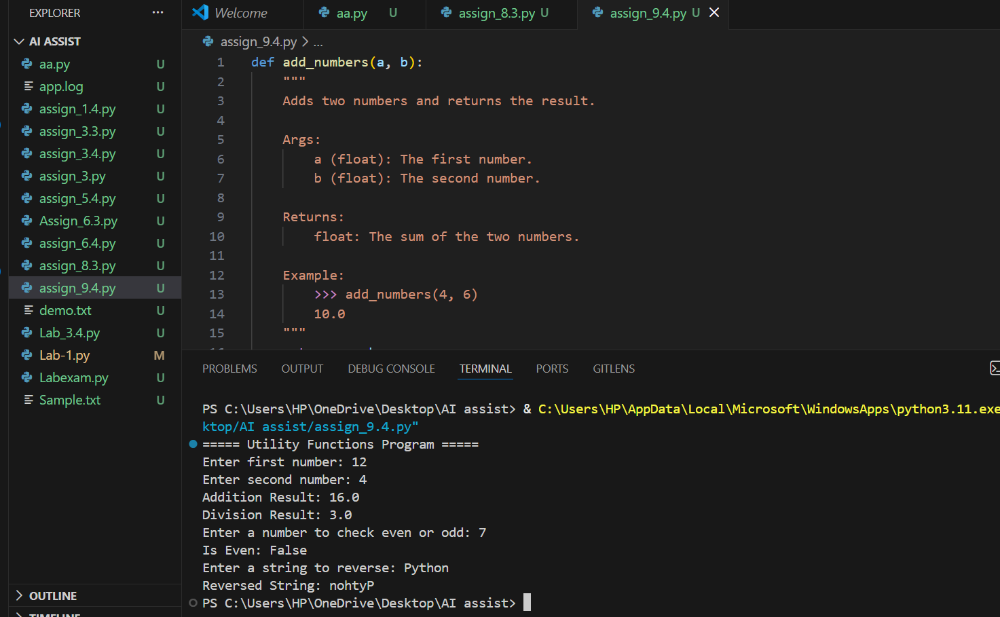 EXPLORER ...
AI ASSIST
aa.py U
app.log U
assign_1.4.py U
assign_3.3.py U
assign_3.4.py U
assign_3.py U
assign_5.4.py U
Assign_6.3.py U
assign_6.4.py U
assign_8.3.py U
assign_9.4.py U
demo.txt U
Lab_3.4.py U
Lab-1.py M
Labexam.py U
Sample.txt U
OUTLINE
TIMELINE
Welcome aa.py U assign_8.3.py U assign_9.4.py U
assign_9.4.py > ...
1 def add_numbers(a, b):
2 """
3 Adds two numbers and returns the result.
4
5 Args:
6 a (float): The first number.
7 b (float): The second number.
8
9 Returns:
10 float: The sum of the two numbers.
11
12 Example:
13 >>> add_numbers(4, 6)
14 10.0
15 """
PROBLEMS OUTPUT DEBUG CONSOLE TERMINAL PORTS GITLENS
PS C:\Users\HP\OneDrive\Desktop\AI assist> & C:\Users\HP\AppData\Local\Microsoft\WindowsApps\python3.11.exe
ktop/AI assist/assign_9.4.py"
===== Utility Functions Program =====
Enter first number: 12
Enter second number: 4
Addition Result: 16.0
Division Result: 3.0
Enter a number to check even or odd: 7
Is Even: False
Enter a string to reverse: Python
Reversed String: nohtyP
PS C:\Users\HP\OneDrive\Desktop\AI assist>